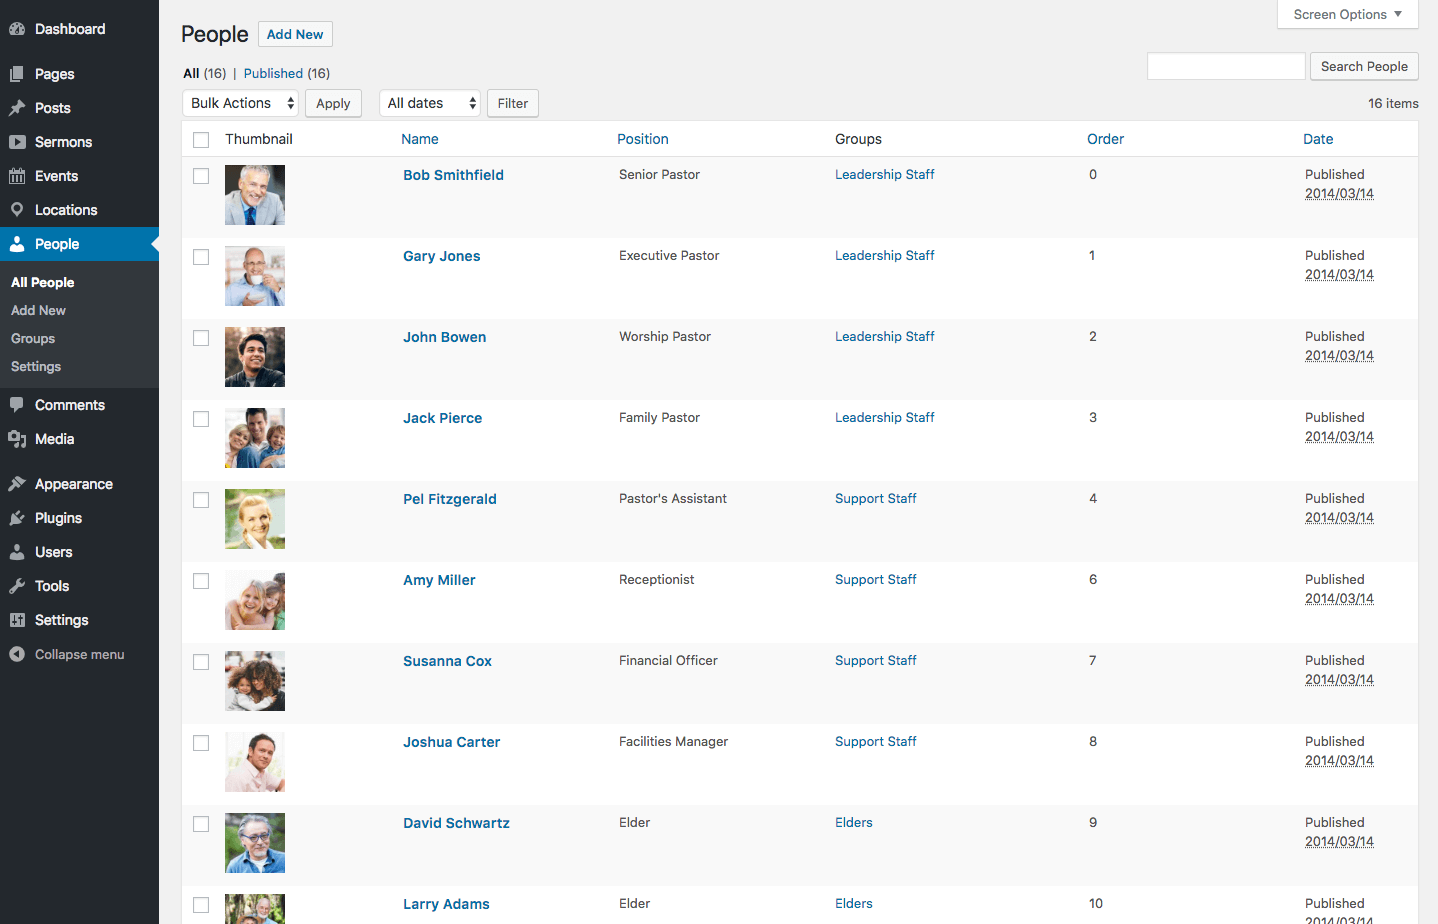 Dashboard
Pages
Posts
Sermons
Events
Locations
People
All People
Add New
Groups
Settings
Comments
Media
Appearance
Plugins
Users
Tools
Settings
Collapse menu
Screen Options
People Add New
All (16) | Published (16)
Search People
Bulk Actions Apply All dates Filter
16 items
Thumbnail Name Position Groups Order Date
Bob Smithfield Senior Pastor Leadership Staff 0 Published
2014/03/14
Gary Jones Executive Pastor Leadership Staff 1 Published
2014/03/14
John Bowen Worship Pastor Leadership Staff 2 Published
2014/03/14
Jack Pierce Family Pastor Leadership Staff 3 Published
2014/03/14
Pel Fitzgerald Pastor's Assistant Support Staff 4 Published
2014/03/14
Amy Miller Receptionist Support Staff 6 Published
2014/03/14
Susanna Cox Financial Officer Support Staff 7 Published
2014/03/14
Joshua Carter Facilities Manager Support Staff 8 Published
2014/03/14
David Schwartz Elder Elders 9 Published
2014/03/14
Larry Adams Elder Elders 10 Published
2014/03/14